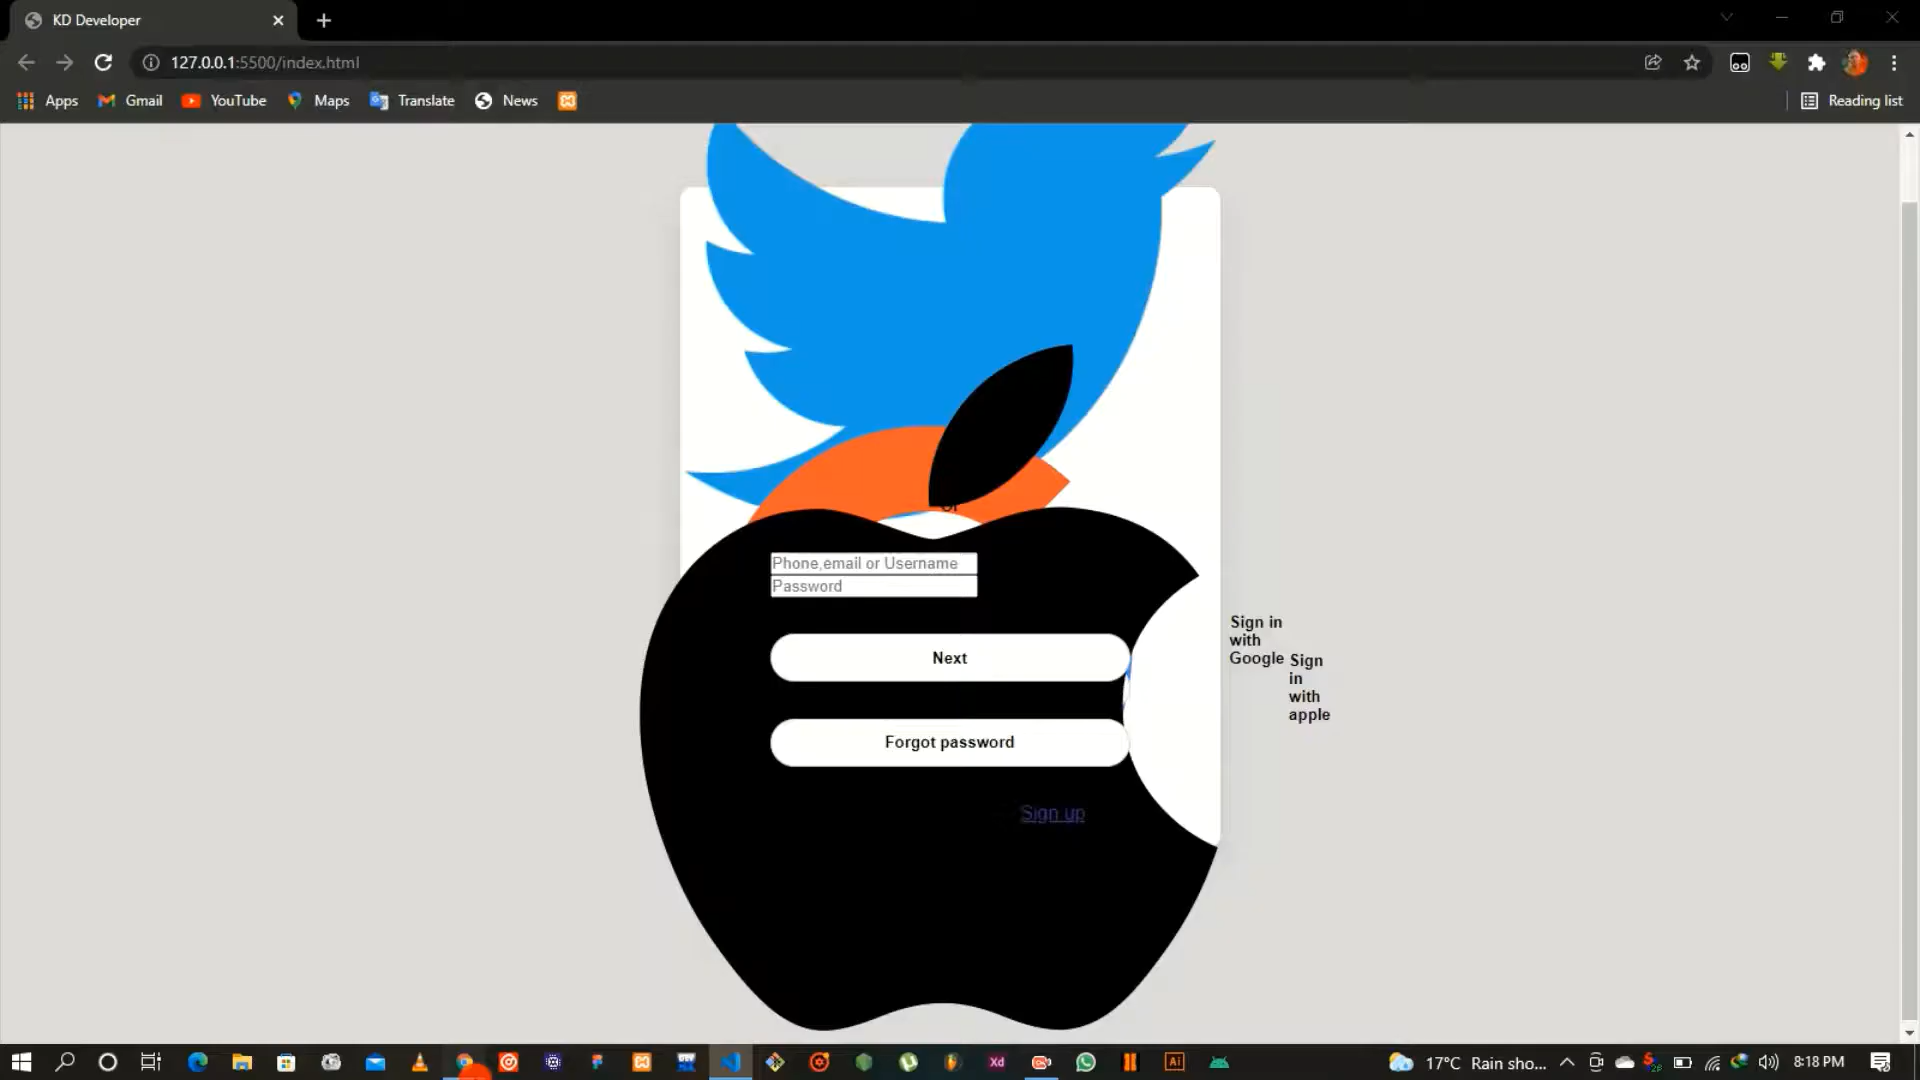 KD Developer
127.0.0.1:5500/index.html
Apps Gmail YouTube Maps Translate News Reading list
or
Phone,email or Username
Password
Sign in
with
Google
Sign
in
with
apple
Next
Forgot password
Sign up
17°C Rain sho... 8:18 PM